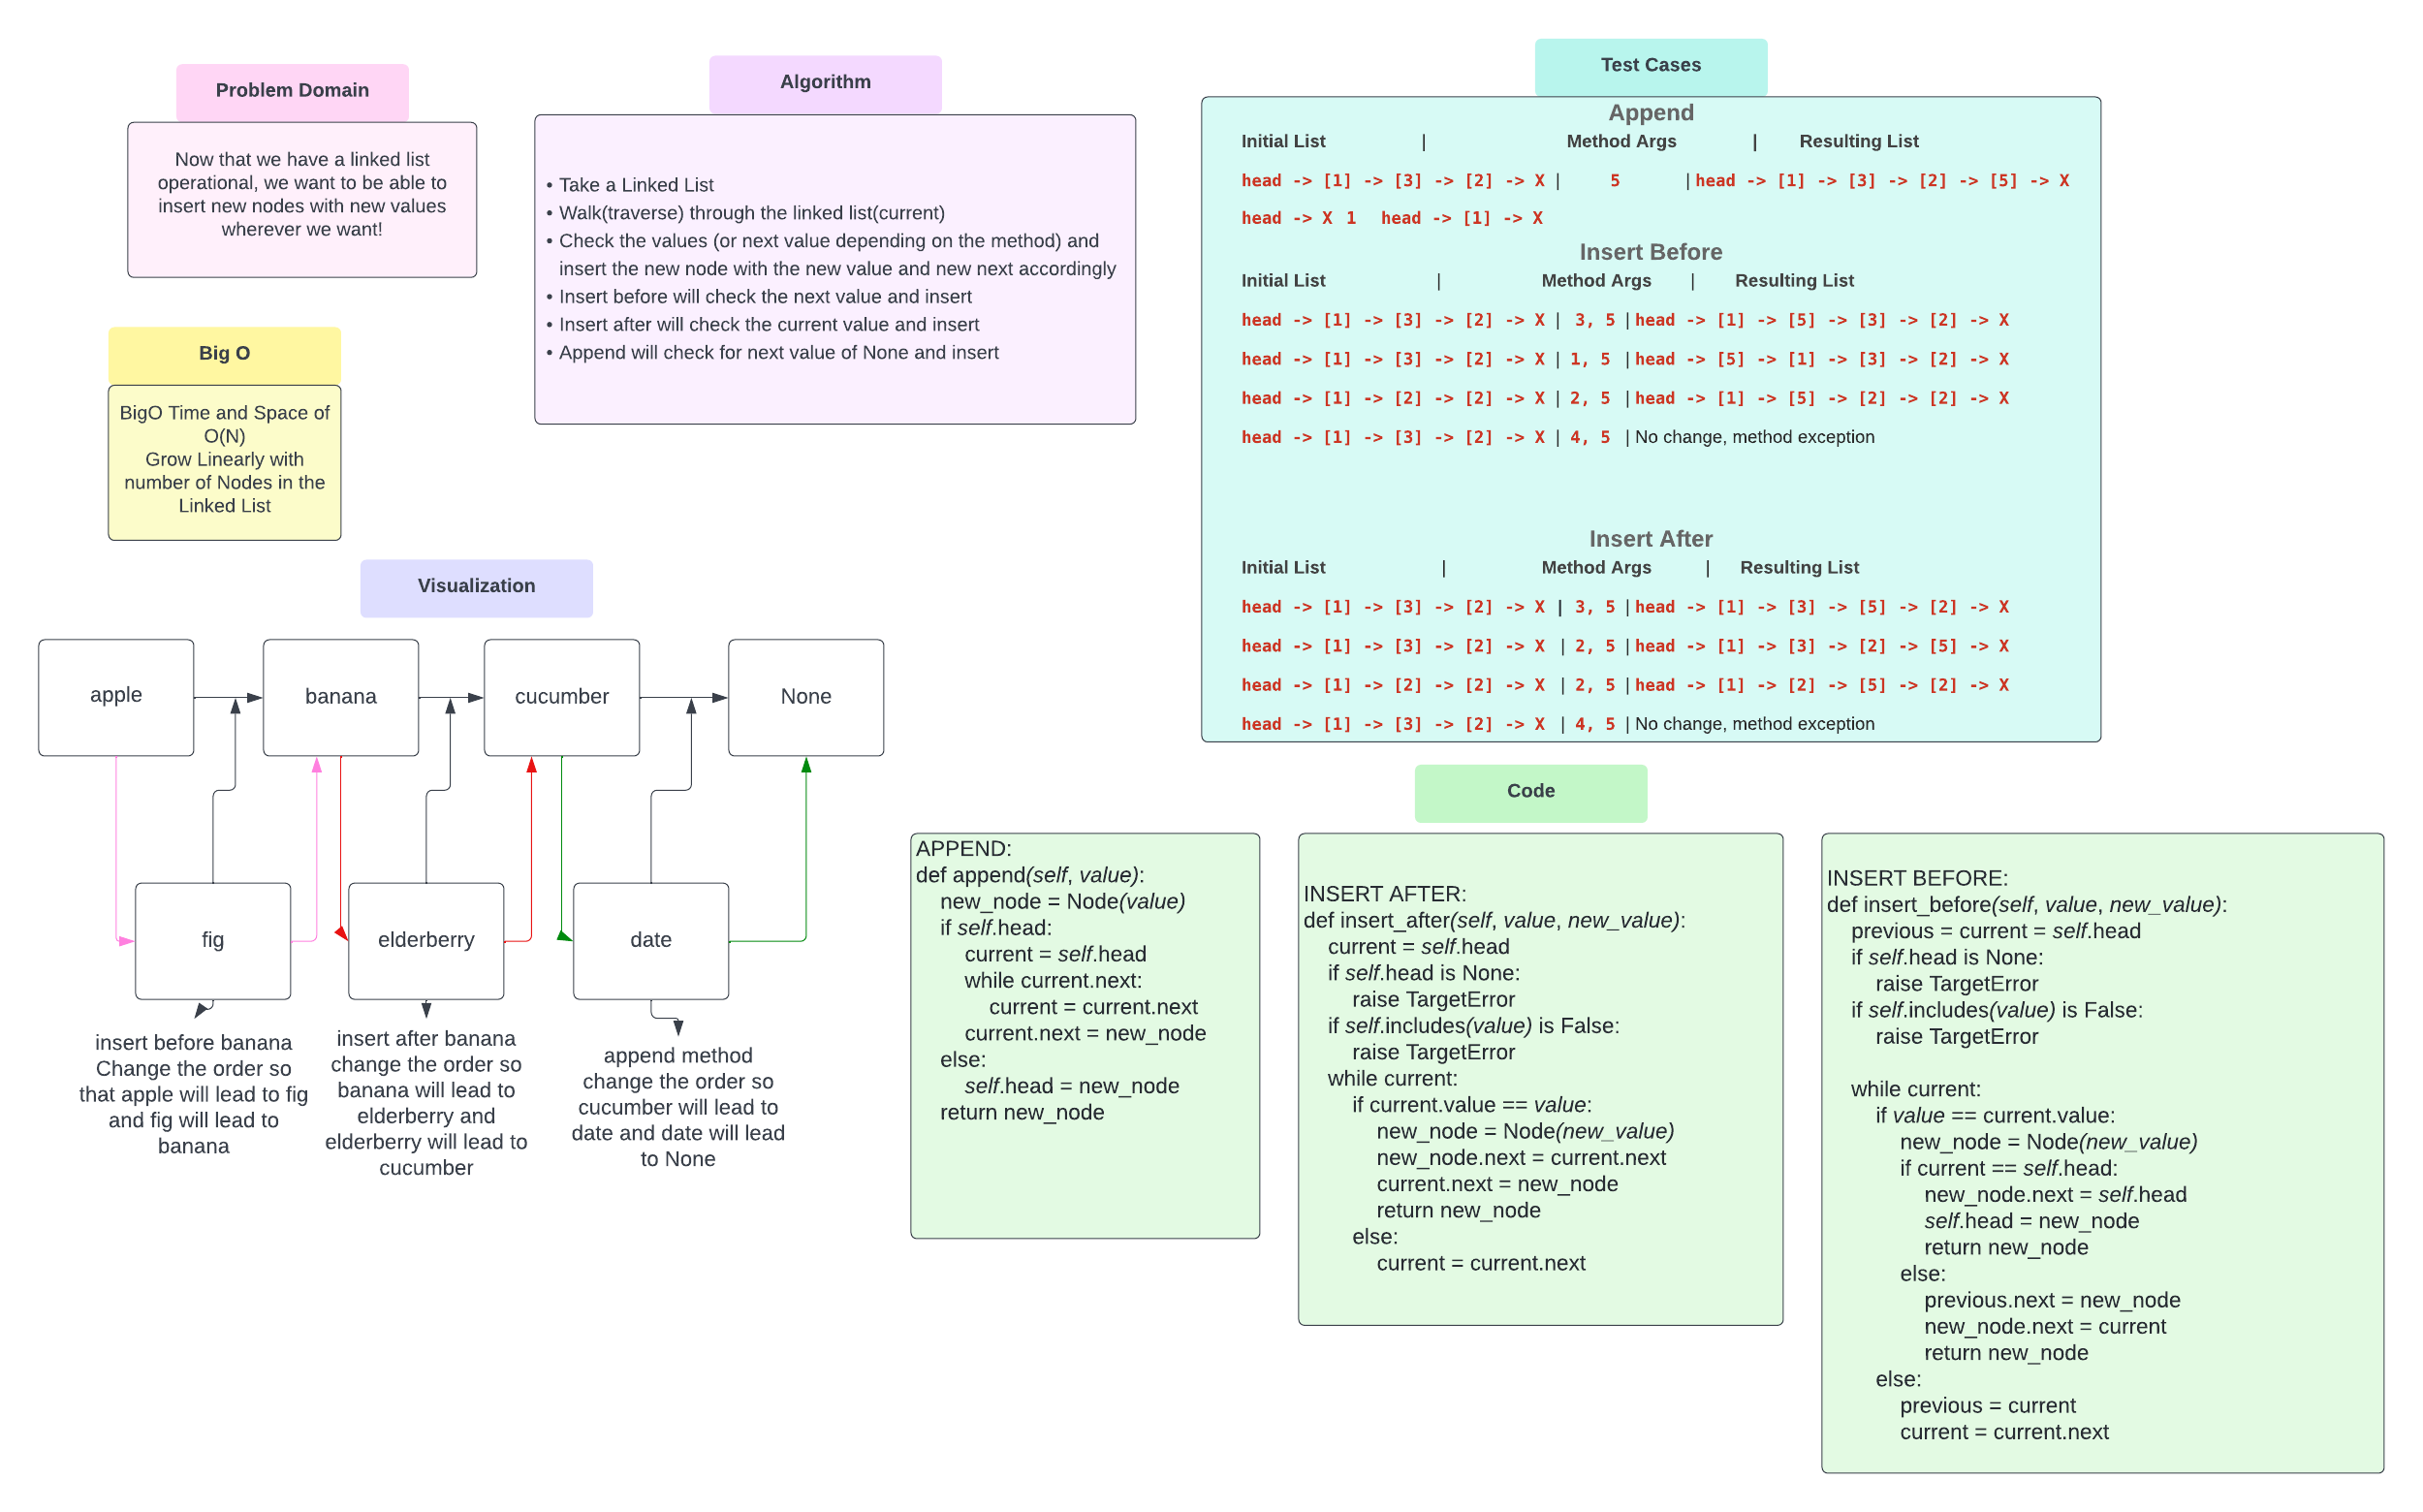 Problem Domain
Now that we have a linked list
operational, we want to be able to
insert new nodes with new values
wherever we want!
Algorithm
• Take a Linked List
• Walk(traverse) through the linked list(current)
• Check the values (or next value depending on the method) and
insert the new node with the new value and new next accordingly
• Insert before will check the next value and insert
• Insert after will check the current value and insert
• Append will check for next value of None and insert
Big O
BigO Time and Space of
O(N)
Grow Linearly with
number of Nodes in the
Linked List
Test Cases
Append
Initial List | Method Args | Resulting List
head -> [1] -> [3] -> [2] -> X | 5 | head -> [1] -> [3] -> [2] -> [5] -> X
head -> X 1 head -> [1] -> X
Insert Before
Initial List | Method Args | Resulting List
head -> [1] -> [3] -> [2] -> X | 3, 5 | head -> [1] -> [5] -> [3] -> [2] -> X
head -> [1] -> [3] -> [2] -> X | 1, 5 | head -> [5] -> [1] -> [3] -> [2] -> X
head -> [1] -> [2] -> [2] -> X | 2, 5 | head -> [1] -> [5] -> [2] -> [2] -> X
head -> [1] -> [3] -> [2] -> X | 4, 5 | No change, method exception
Insert After
Initial List | Method Args | Resulting List
head -> [1] -> [3] -> [2] -> X | 3, 5 | head -> [1] -> [3] -> [5] -> [2] -> X
head -> [1] -> [3] -> [2] -> X | 2, 5 | head -> [1] -> [3] -> [2] -> [5] -> X
head -> [1] -> [2] -> [2] -> X | 2, 5 | head -> [1] -> [2] -> [5] -> [2] -> X
head -> [1] -> [3] -> [2] -> X | 4, 5 | No change, method exception
Visualization
apple
banana
cucumber
None
fig
elderberry
date
insert before banana
Change the order so
that apple will lead to fig
and fig will lead to
banana
insert after banana
change the order so
banana will lead to
elderberry and
elderberry will lead to
cucumber
append method
change the order so
cucumber will lead to
date and date will lead
to None
Code
APPEND:
def append(self, value):
    new_node = Node(value)
    if self.head:
        current = self.head
        while current.next:
            current = current.next
        current.next = new_node
    else:
        self.head = new_node
    return new_node
INSERT AFTER:
def insert_after(self, value, new_value):
    current = self.head
    if self.head is None:
        raise TargetError
    if self.includes(value) is False:
        raise TargetError
    while current:
        if current.value == value:
            new_node = Node(new_value)
            new_node.next = current.next
            current.next = new_node
            return new_node
        else:
            current = current.next
INSERT BEFORE:
def insert_before(self, value, new_value):
    previous = current = self.head
    if self.head is None:
        raise TargetError
    if self.includes(value) is False:
        raise TargetError
    while current:
        if value == current.value:
            new_node = Node(new_value)
            if current == self.head:
                new_node.next = self.head
                self.head = new_node
                return new_node
            else:
                previous.next = new_node
                new_node.next = current
                return new_node
        else:
            previous = current
            current = current.next